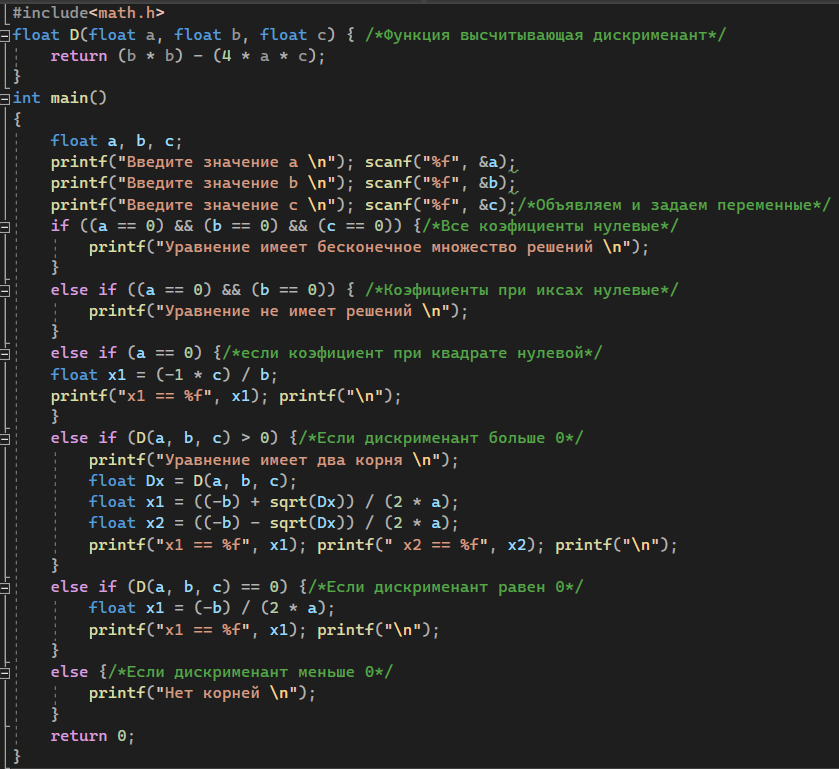 #include<math.h>
float D(float a, float b, float c) { /*Функция высчитывающая дискрименант*/
    return (b * b) - (4 * a * c);
}
int main()
{
    float a, b, c;
    printf("Введите значение a \n"); scanf("%f", &a);
    printf("Введите значение b \n"); scanf("%f", &b);
    printf("Введите значение c \n"); scanf("%f", &c);/*Объявляем и задаем переменные*/
    if ((a == 0) && (b == 0) && (c == 0)) {/*Все коэфициенты нулевые*/
        printf("Уравнение имеет бесконечное множество решений \n");
    }
    else if ((a == 0) && (b == 0)) { /*Коэфициенты при иксах нулевые*/
        printf("Уравнение не имеет решений \n");
    }
    else if (a == 0) {/*если коэфициент при квадрате нулевой*/
    float x1 = (-1 * c) / b;
    printf("x1 == %f", x1); printf("\n");
    }
    else if (D(a, b, c) > 0) {/*Если дискременант больше 0*/
        printf("Уравнение имеет два корня \n");
        float Dx = D(a, b, c);
        float x1 = ((-b) + sqrt(Dx)) / (2 * a);
        float x2 = ((-b) - sqrt(Dx)) / (2 * a);
        printf("x1 == %f", x1); printf(" x2 == %f", x2); printf("\n");
    }
    else if (D(a, b, c) == 0) {/*Если дискременант равен 0*/
        float x1 = (-b) / (2 * a);
        printf("x1 == %f", x1); printf("\n");
    }
    else {/*Если дискременант меньше 0*/
        printf("Нет корней \n");
    }
    return 0;
}